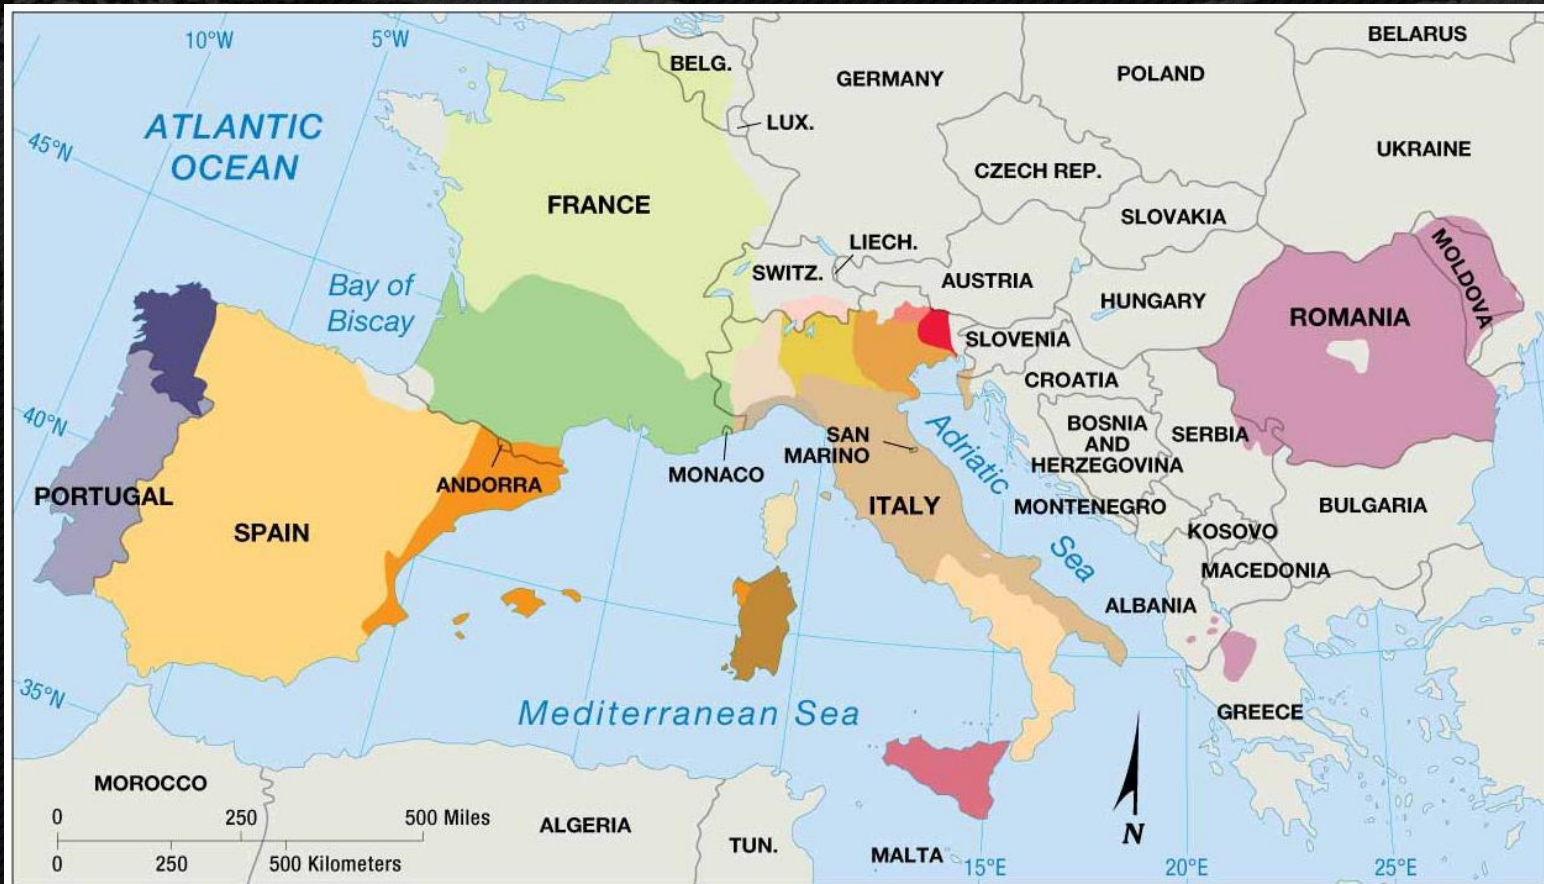 10°W
5°W
BELARUS
BELG.
GERMANY
POLAND
ATLANTIC
OCEAN
LUX.
45°N
UKRAINE
CZECH REP.
FRANCE
SLOVAKIA
LIECH.
MOLDOVA
SWITZ.
AUSTRIA
Bay of
Biscay
HUNGARY
ROMANIA
SLOVENIA
CROATIA
40°N
BOSNIA
AND
HERZEGOVINA
SERBIA
SAN
MARINO
Adriatic
Sea
MONACO
ANDORRA
PORTUGAL
ITALY
MONTENEGRO
BULGARIA
SPAIN
KOSOVO
MACEDONIA
ALBANIA
35°N
Mediterranean Sea
GREECE
MOROCCO
0 250 500 Miles
0 250 500 Kilometers
ALGERIA
TUN.
MALTA
N
15°E
20°E
25°E